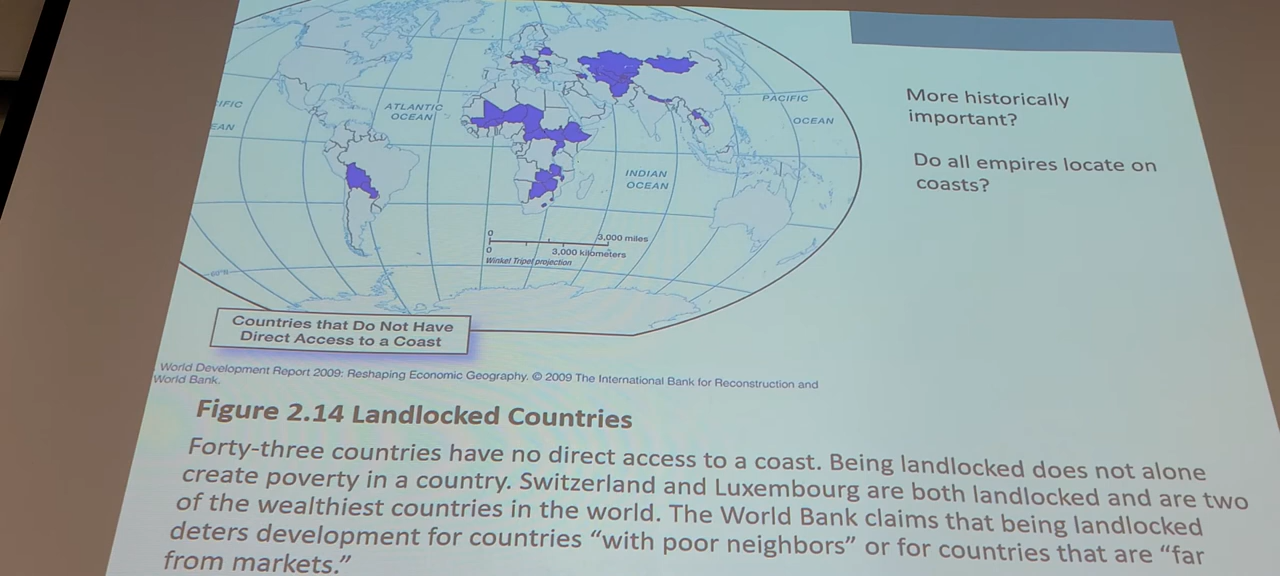 IFIC
EAN
ATLANTIC
OCEAN
PACIFIC
OCEAN
INDIAN
OCEAN
0
3,000 miles
0
3,000 kilometers
Winkel Tripel projection
Countries that Do Not Have
Direct Access to a Coast
World Development Report 2009: Reshaping Economic Geography. © 2009 The International Bank for Reconstruction and
World Bank.
More historically
important?
Do all empires locate on
coasts?
Figure 2.14 Landlocked Countries
Forty-three countries have no direct access to a coast. Being landlocked does not alone
create poverty in a country. Switzerland and Luxembourg are both landlocked and are two
of the wealthiest countries in the world. The World Bank claims that being landlocked
deters development for countries “with poor neighbors” or for countries that are “far
from markets.”